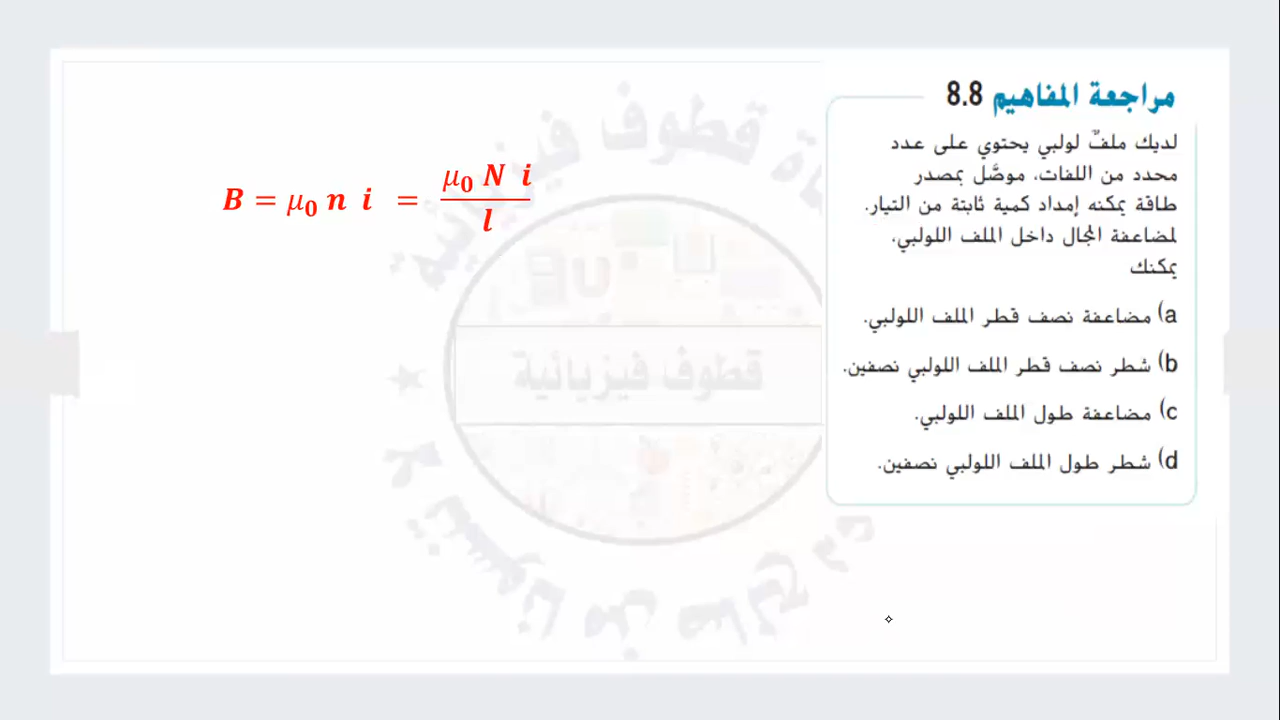 مراجعة المفاهيم 8.8
لديك ملفٌ لولبي يحتوي على عدد
محدد من اللفات، موصَّل بمصدر
طاقة يمكنه إمداد كمية ثابتة من التيار.
لمضاعفة المجال داخل الملف اللولبي،
يمكنك
a) مضاعفة نصف قطر الملف اللولبي.
b) شطر نصف قطر الملف اللولبي نصفين.
c) مضاعفة طول الملف اللولبي.
d) شطر طول الملف اللولبي نصفين.
B = μ₀ n i = μ₀ N i / l
قطوف فيزيائية